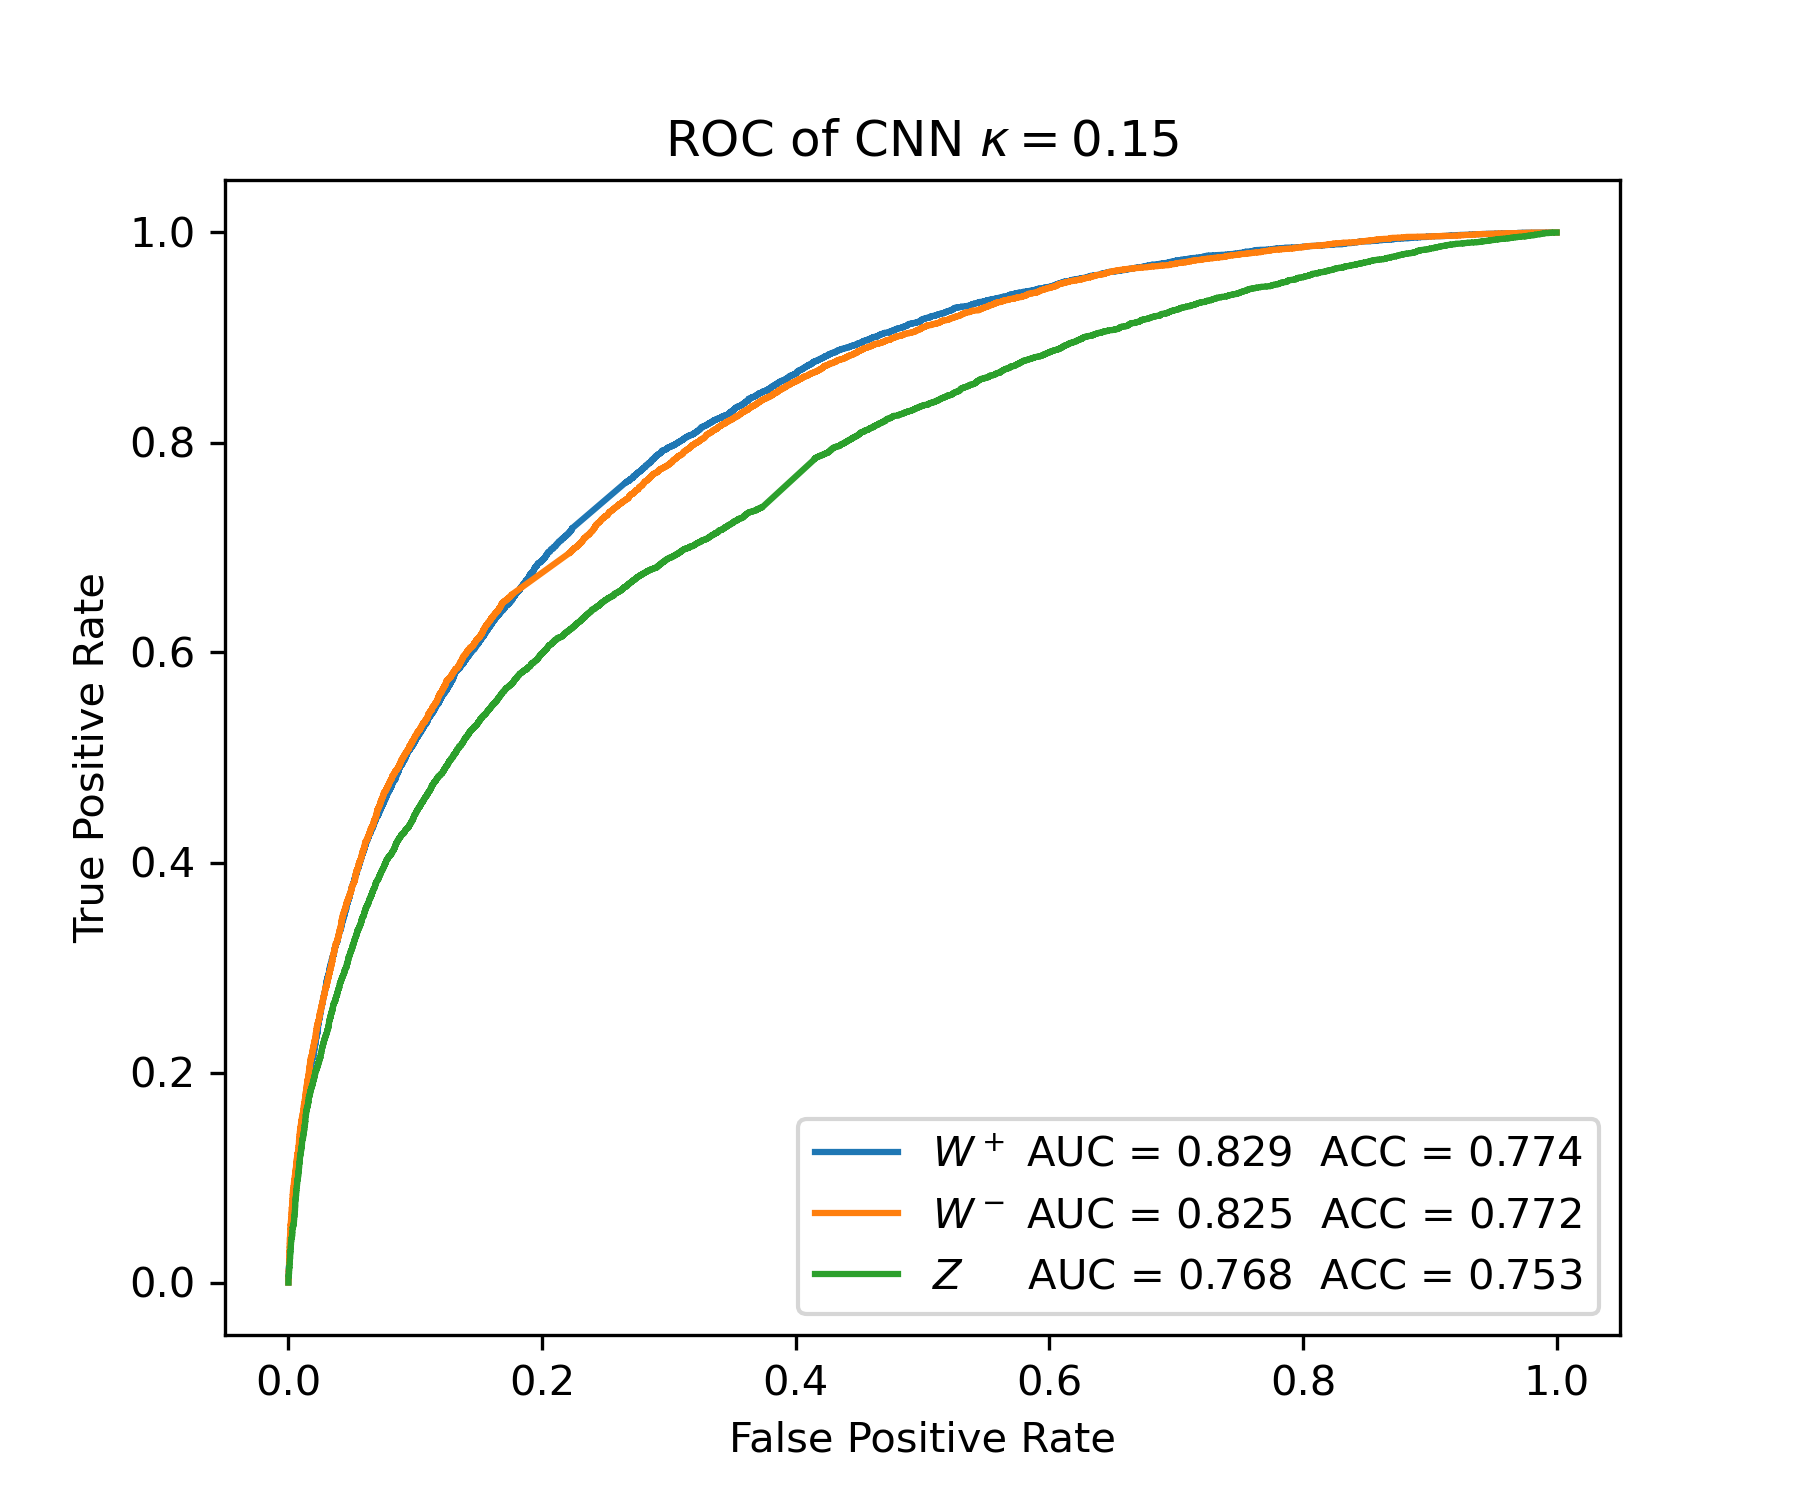 ROC of CNN κ = 0.15
1.0
0.8
0.6
0.4
0.2
0.0
True Positive Rate
W⁺ AUC = 0.829 ACC = 0.774
W⁻ AUC = 0.825 ACC = 0.772
Z AUC = 0.768 ACC = 0.753
0.0 0.2 0.4 0.6 0.8 1.0
False Positive Rate